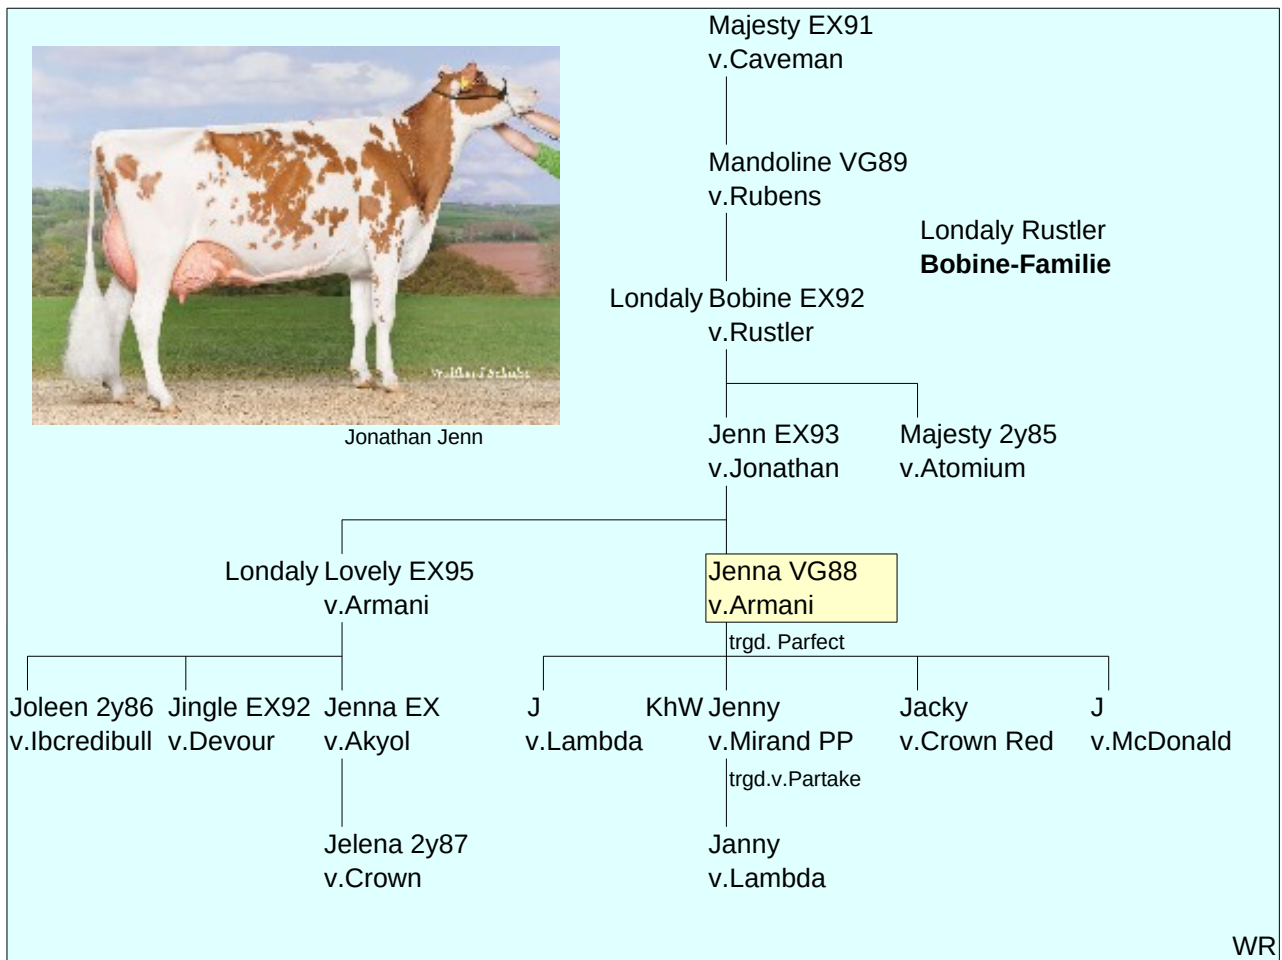 Majesty EX91
v.Caveman
Mandoline VG89
v.Rubens
Londaly Rustler
Bobine-Familie
Londaly Bobine EX92
v.Rustler
Jonathan Jenn
Jenn EX93
v.Jonathan
Majesty 2y85
v.Atomium
Londaly Lovely EX95
v.Armani
Jenna VG88
v.Armani
trgd. Parfect
Joleen 2y86
v.Ibcredibull
Jingle EX92
v.Devour
Jenna EX
v.Akyol
J
v.Lambda
KhW Jenny
v.Mirand PP
trgd.v.Partake
Jacky
v.Crown Red
J
v.McDonald
Jelena 2y87
v.Crown
Janny
v.Lambda
WR